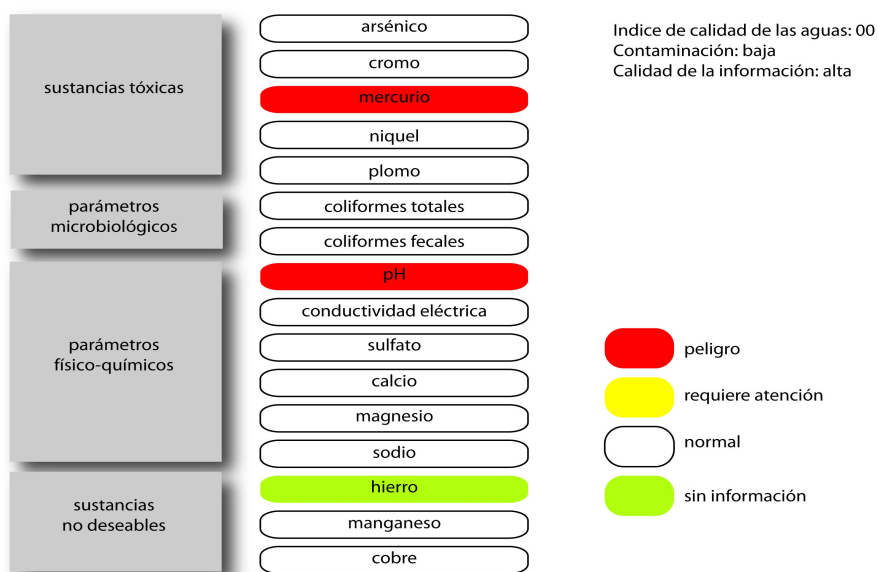 sustancias tóxicas
arsénico
cromo
mercurio
niquel
plomo
parámetros
microbiológicos
coliformes totales
coliformes fecales
parámetros
físico-químicos
pH
conductividad eléctrica
sulfato
calcio
magnesio
sodio
sustancias
no deseables
hierro
manganeso
cobre
Indice de calidad de las aguas: 00
Contaminación: baja
Calidad de la información: alta
peligro
requiere atención
normal
sin información